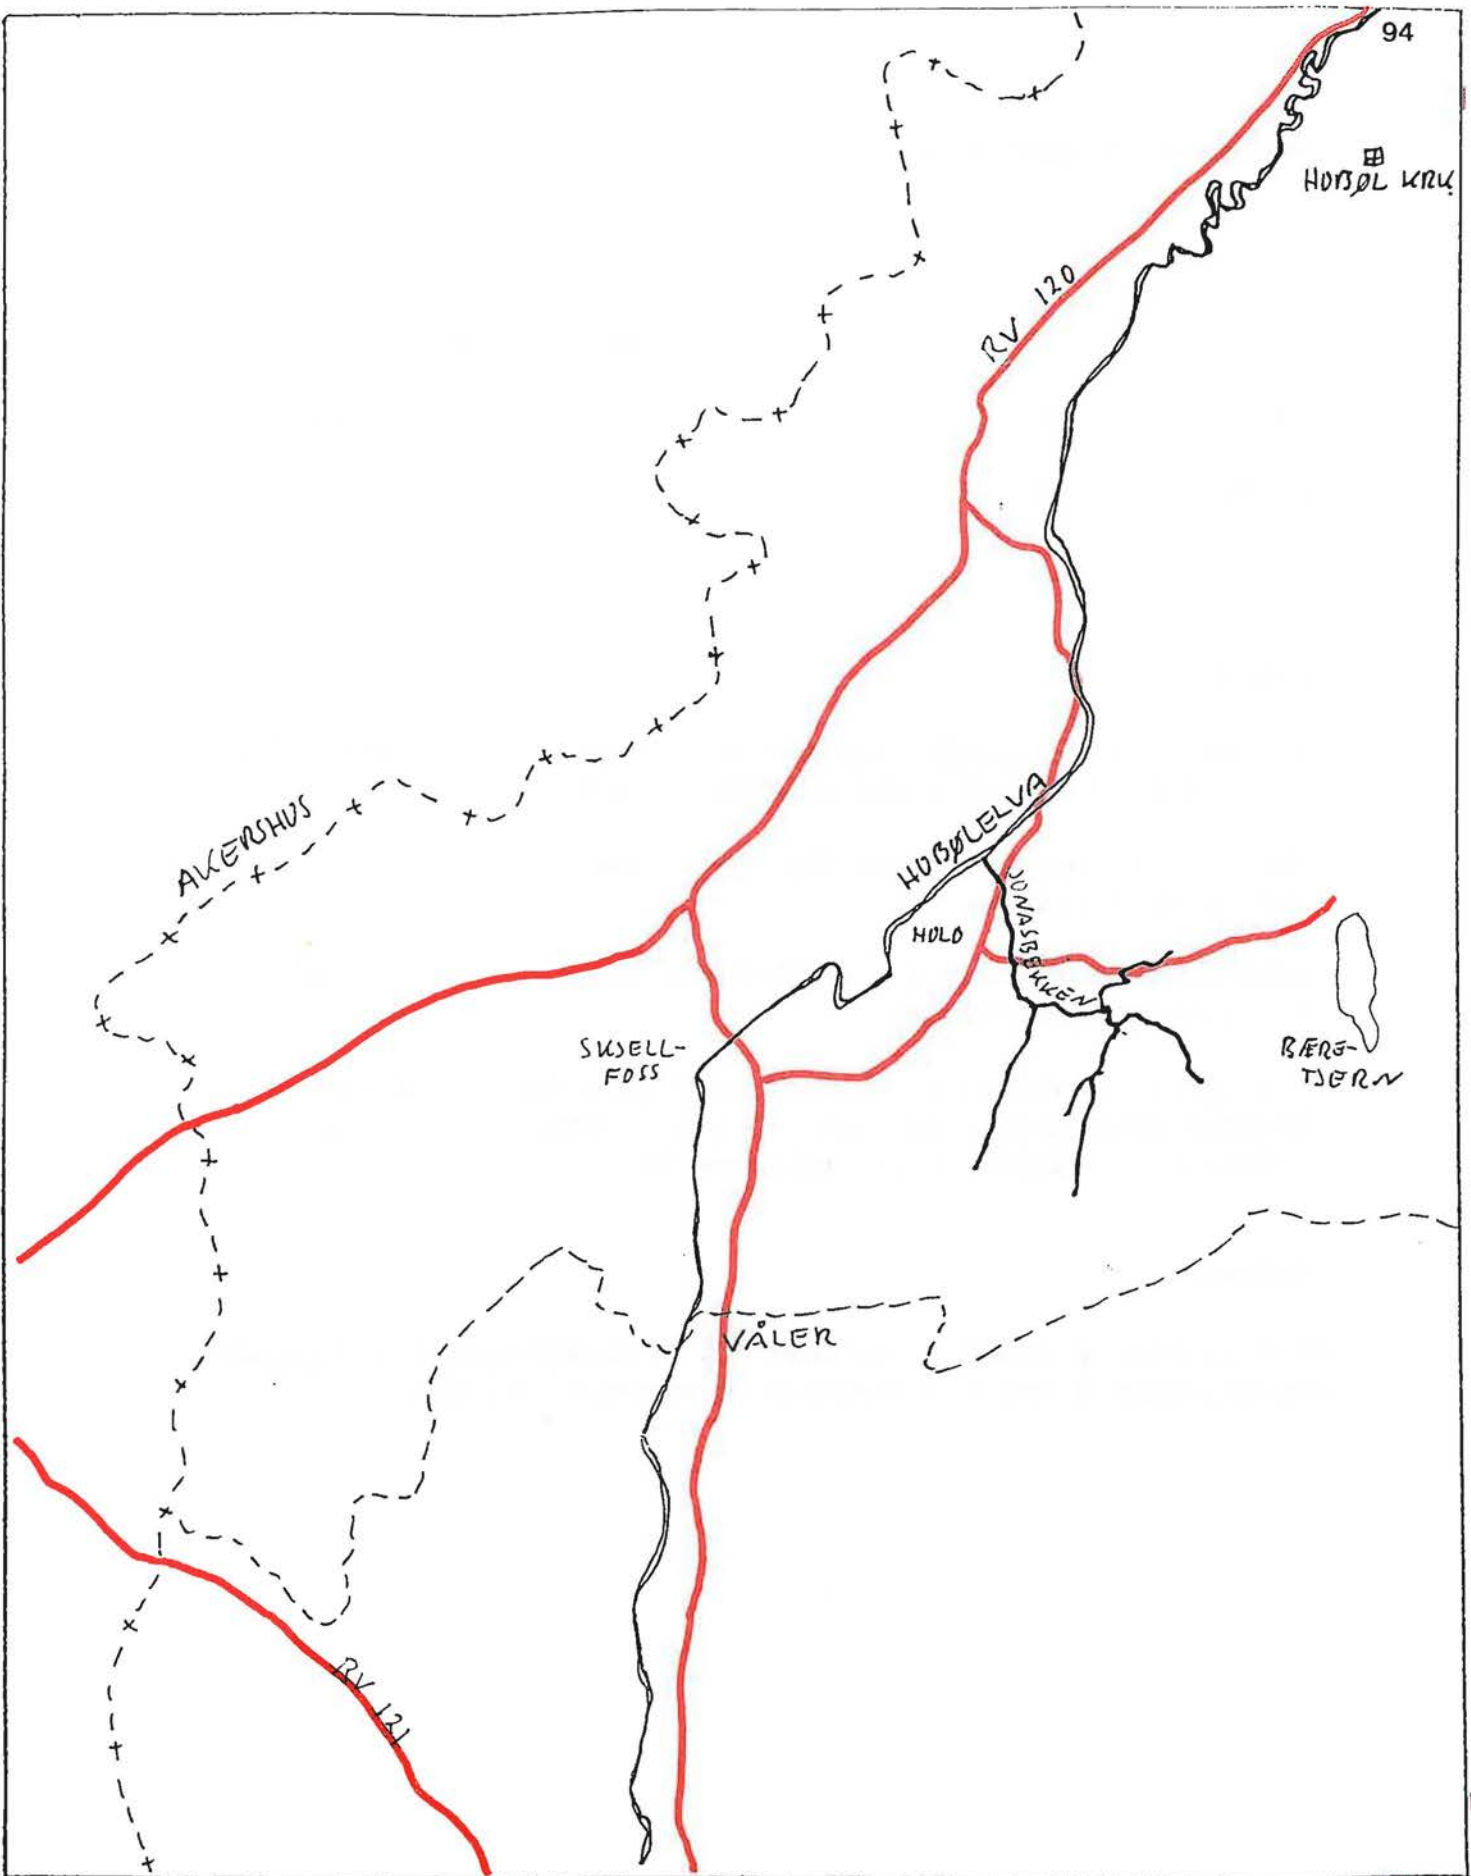 94
HOBØL KRK.
RV 120
AKERSHUS
HOBØLELVA
JONASBEKKEN
HOLO
SKJELL-
FOSS
BÆRE-
TJERN
VÅLER
RV 121